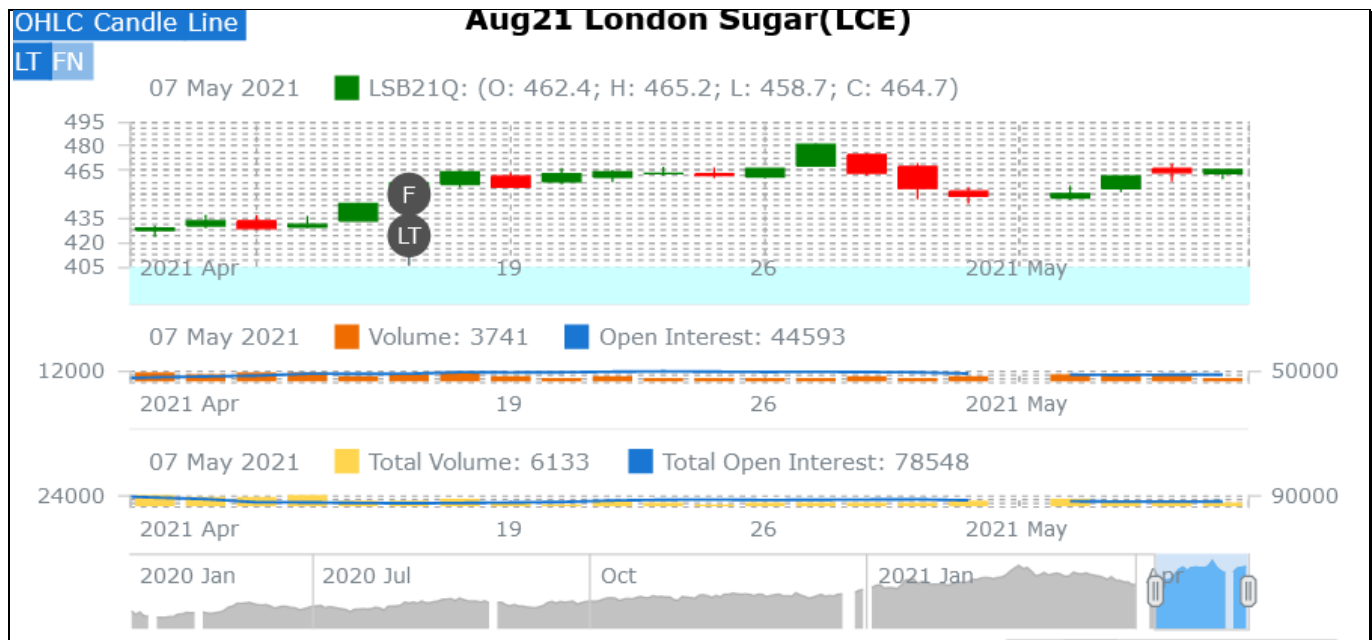 Aug21 London Sugar(LCE)
OHLC Candle Line
LT FN
07 May 2021 LSB21Q: (O: 462.4; H: 465.2; L: 458.7; C: 464.7)
495
480
465
435
420
405
F
LT
2021 Apr 19 26 2021 May
07 May 2021 Volume: 3741 Open Interest: 44593
12000 50000
2021 Apr 19 26 2021 May
07 May 2021 Total Volume: 6133 Total Open Interest: 78548
24000 90000
2021 Apr 19 26 2021 May
2020 Jan 2020 Jul Oct 2021 Jan Apr